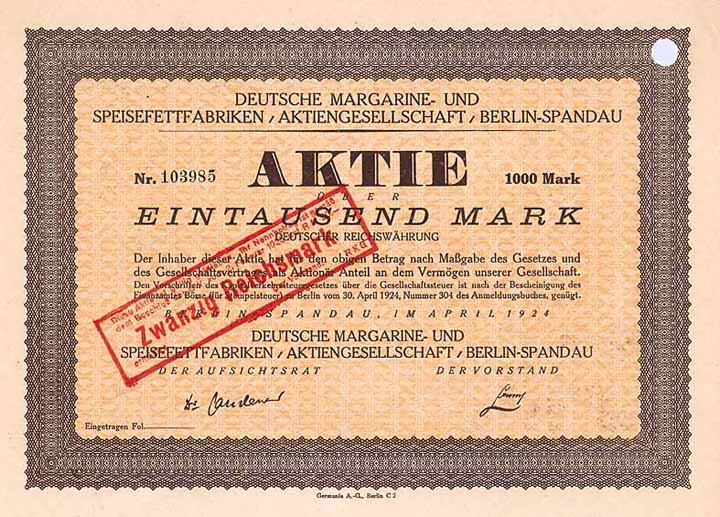 DEUTSCHE MARGARINE- UND
SPEISEFETTFABRIKEN / AKTIENGESELLSCHAFT / BERLIN-SPANDAU
Nr. 103985 AKTIE 1000 Mark
ÜBER
EINTAUSEND MARK
DEUTSCHER REICHSWÄHRUNG
Der Inhaber dieser Aktie hat für den obigen Betrag nach Maßgabe des Gesetzes und
des Gesellschaftsvertrages als Aktionär Anteil an dem Vermögen unserer Gesellschaft.
Den Vorschriften des Kapitalverkehrsteuergesetzes über die Gesellschaftsteuer ist nach der Bescheinigung des
Finanzamtes Börse (für Stempelsteuer) zu Berlin vom 30. April 1924, Nummer 304 des Anmeldungsbuches, genügt.
BERLIN-SPANDAU, IM APRIL 1924
Zwanzig Reichsmark
DEUTSCHE MARGARINE- UND
SPEISEFETTFABRIKEN / AKTIENGESELLSCHAFT / BERLIN-SPANDAU
DER AUFSICHTSRAT DER VORSTAND
Eingetragen Fol.
Germania A.-G., Berlin C 2